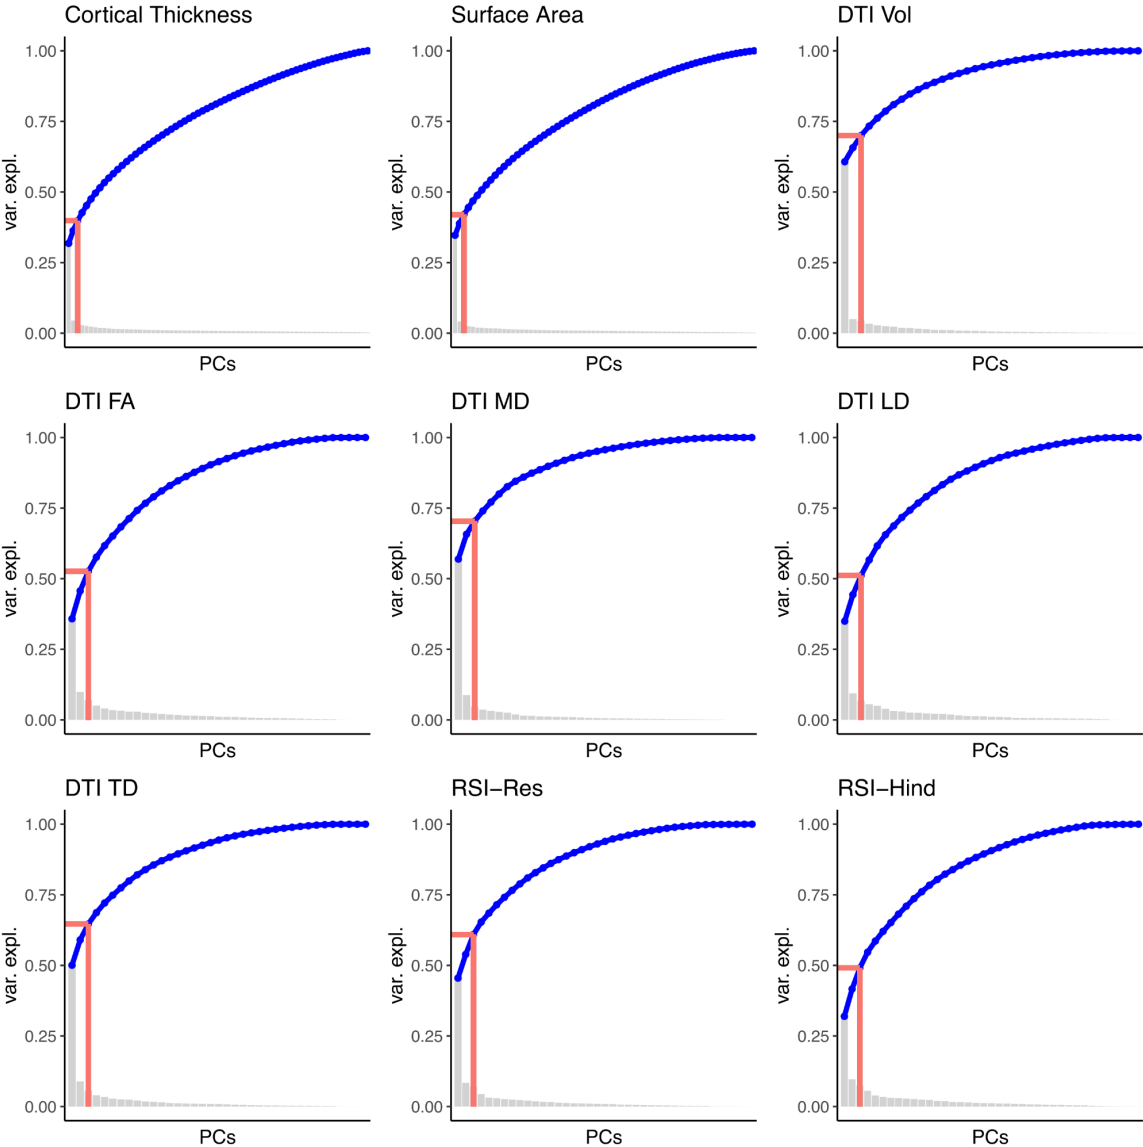 Cortical Thickness
1.00
0.75
0.50
0.25
0.00
var. expl.
PCs
Surface Area
1.00
0.75
0.50
0.25
0.00
var. expl.
PCs
DTI Vol
1.00
0.75
0.50
0.25
0.00
var. expl.
PCs
DTI FA
1.00
0.75
0.50
0.25
0.00
var. expl.
PCs
DTI MD
1.00
0.75
0.50
0.25
0.00
var. expl.
PCs
DTI LD
1.00
0.75
0.50
0.25
0.00
var. expl.
PCs
DTI TD
1.00
0.75
0.50
0.25
0.00
var. expl.
PCs
RSI−Res
1.00
0.75
0.50
0.25
0.00
var. expl.
PCs
RSI−Hind
1.00
0.75
0.50
0.25
0.00
var. expl.
PCs